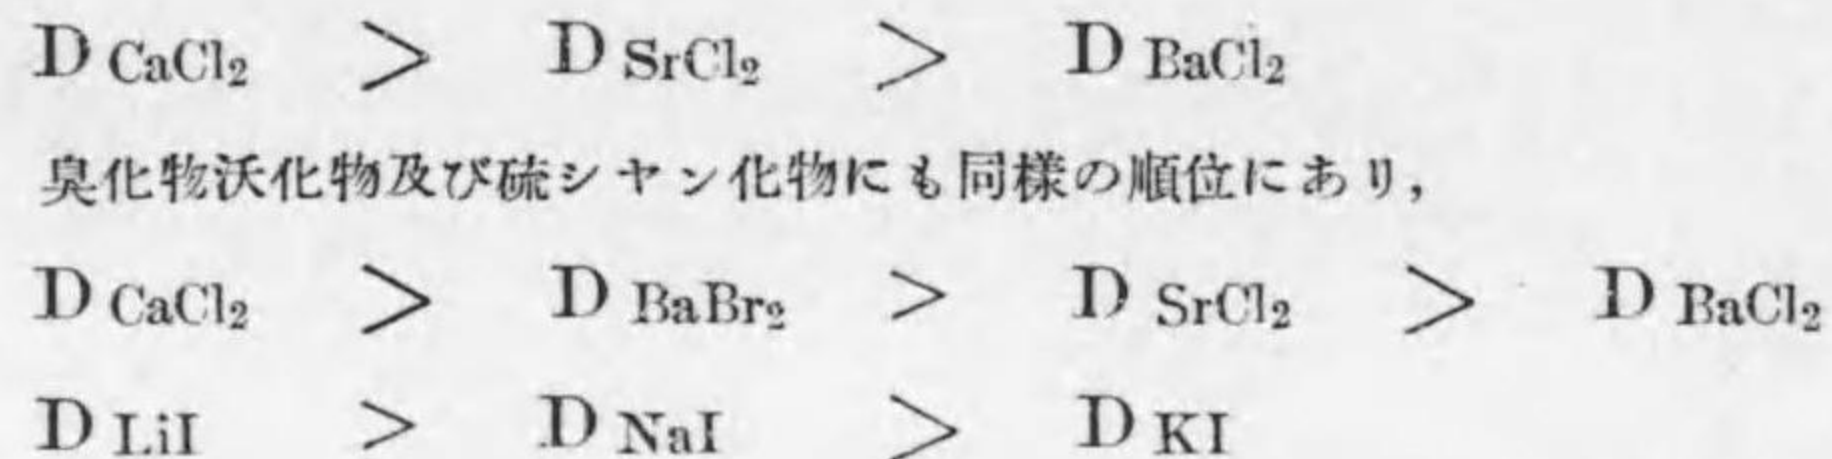 D CaCl₂ > D SrCl₂ > D BaCl₂
臭化物沃化物及び硫シヤン化物にも同様の順位にあり,
D CaCl₂ > D BaBr₂ > D SrCl₂ > D BaCl₂
D LiI > D NaI > D KI